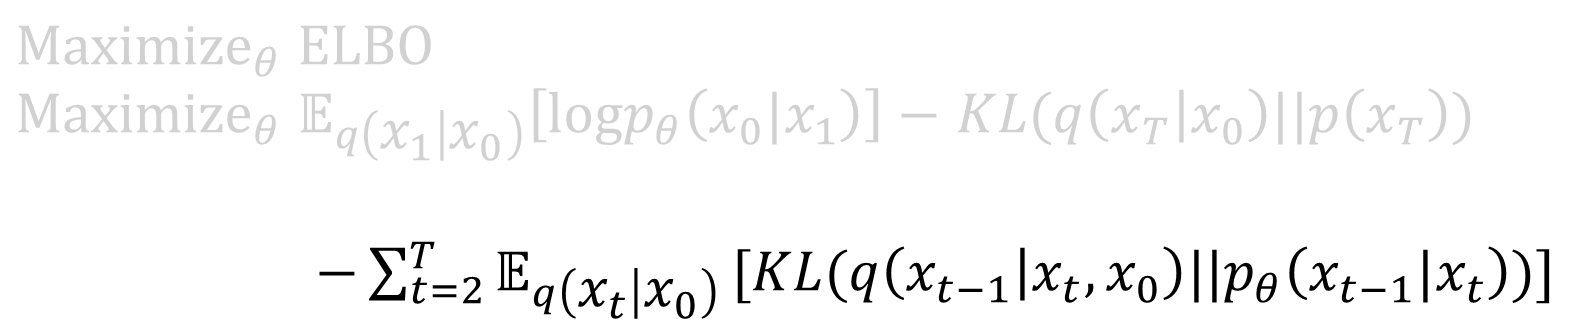 Maximize_θ ELBO
Maximize_θ 𝔼_{q(x_1|x_0)}[log p_θ(x_0|x_1)] − KL(q(x_T|x_0)||p(x_T))
− ∑_{t=2}^{T} 𝔼_{q(x_t|x_0)} [KL(q(x_{t−1}|x_t, x_0)||p_θ(x_{t−1}|x_t))]